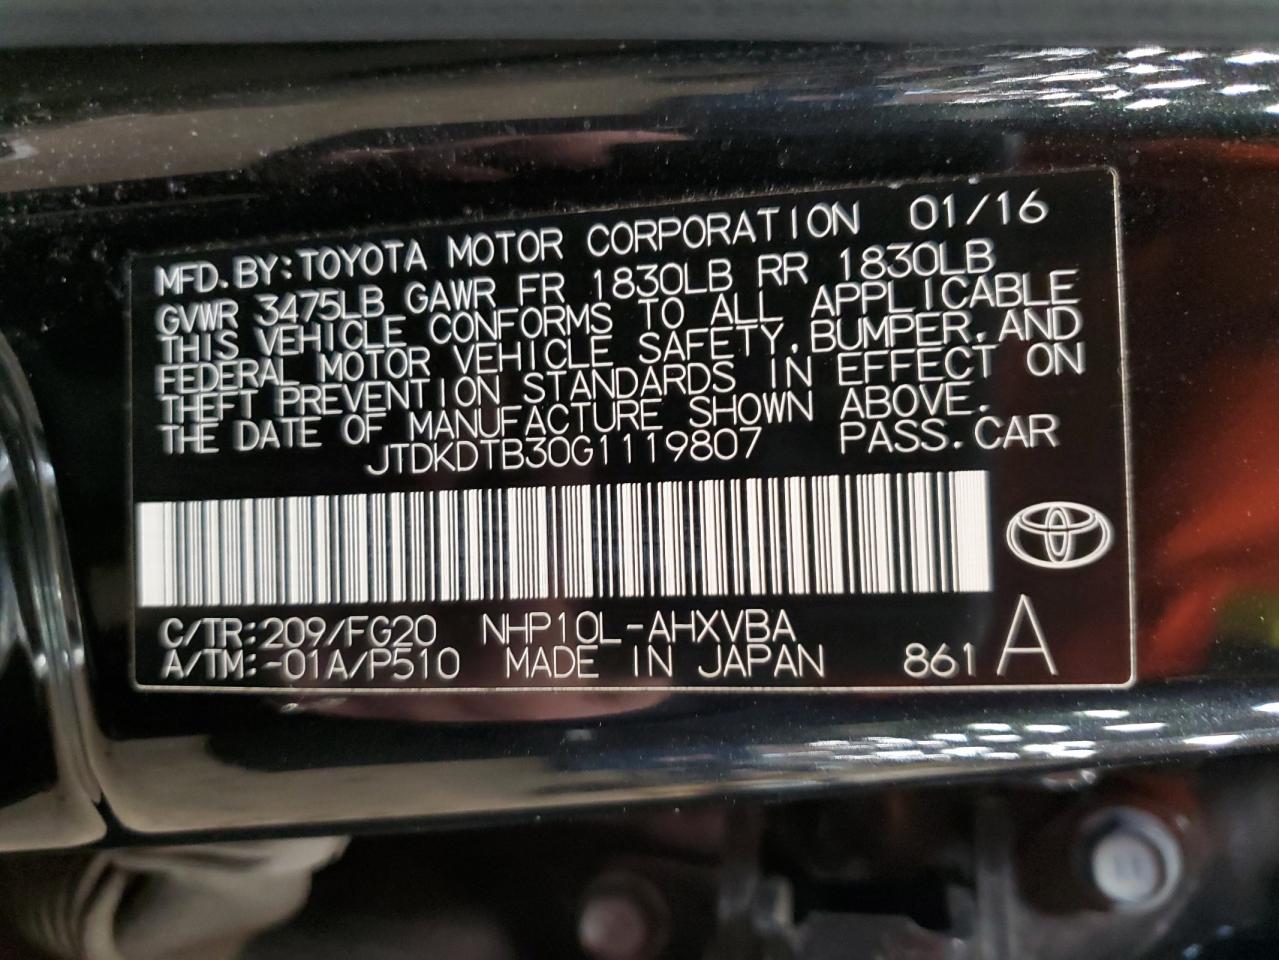 MFD.BY:TOYOTA MOTOR CORPORATION 01/16
GVWR 3475LB GAWR FR 1830LB RR 1830LB
THIS VEHICLE CONFORMS TO ALL APPLICABLE
FEDERAL MOTOR VEHICLE SAFETY,BUMPER,AND
THEFT PREVENTION STANDARDS IN EFFECT ON
THE DATE OF MANUFACTURE SHOWN ABOVE.
JTDKDTB30G1119807 PASS.CAR
C/TR:209/FG20 NHP10L-AHXVBA
A/TM:-01A/P510 MADE IN JAPAN 861 A